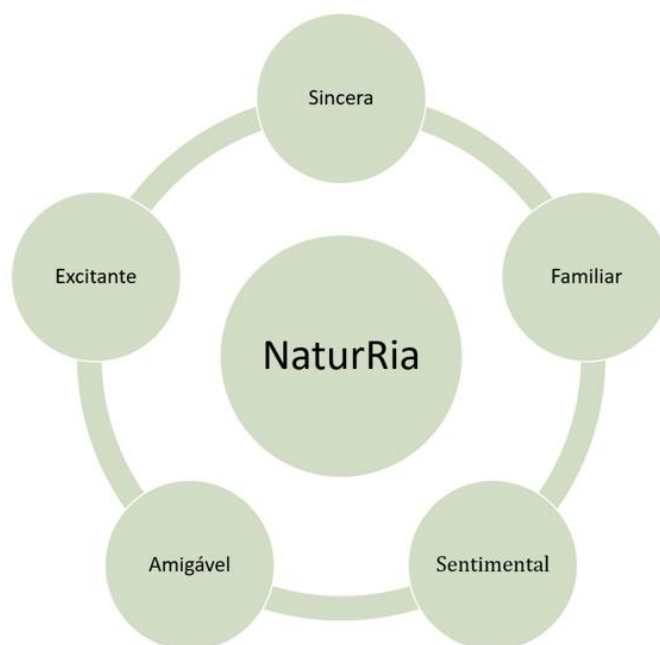 Sincera
Excitante
Familiar
NaturRia
Amigável
Sentimental